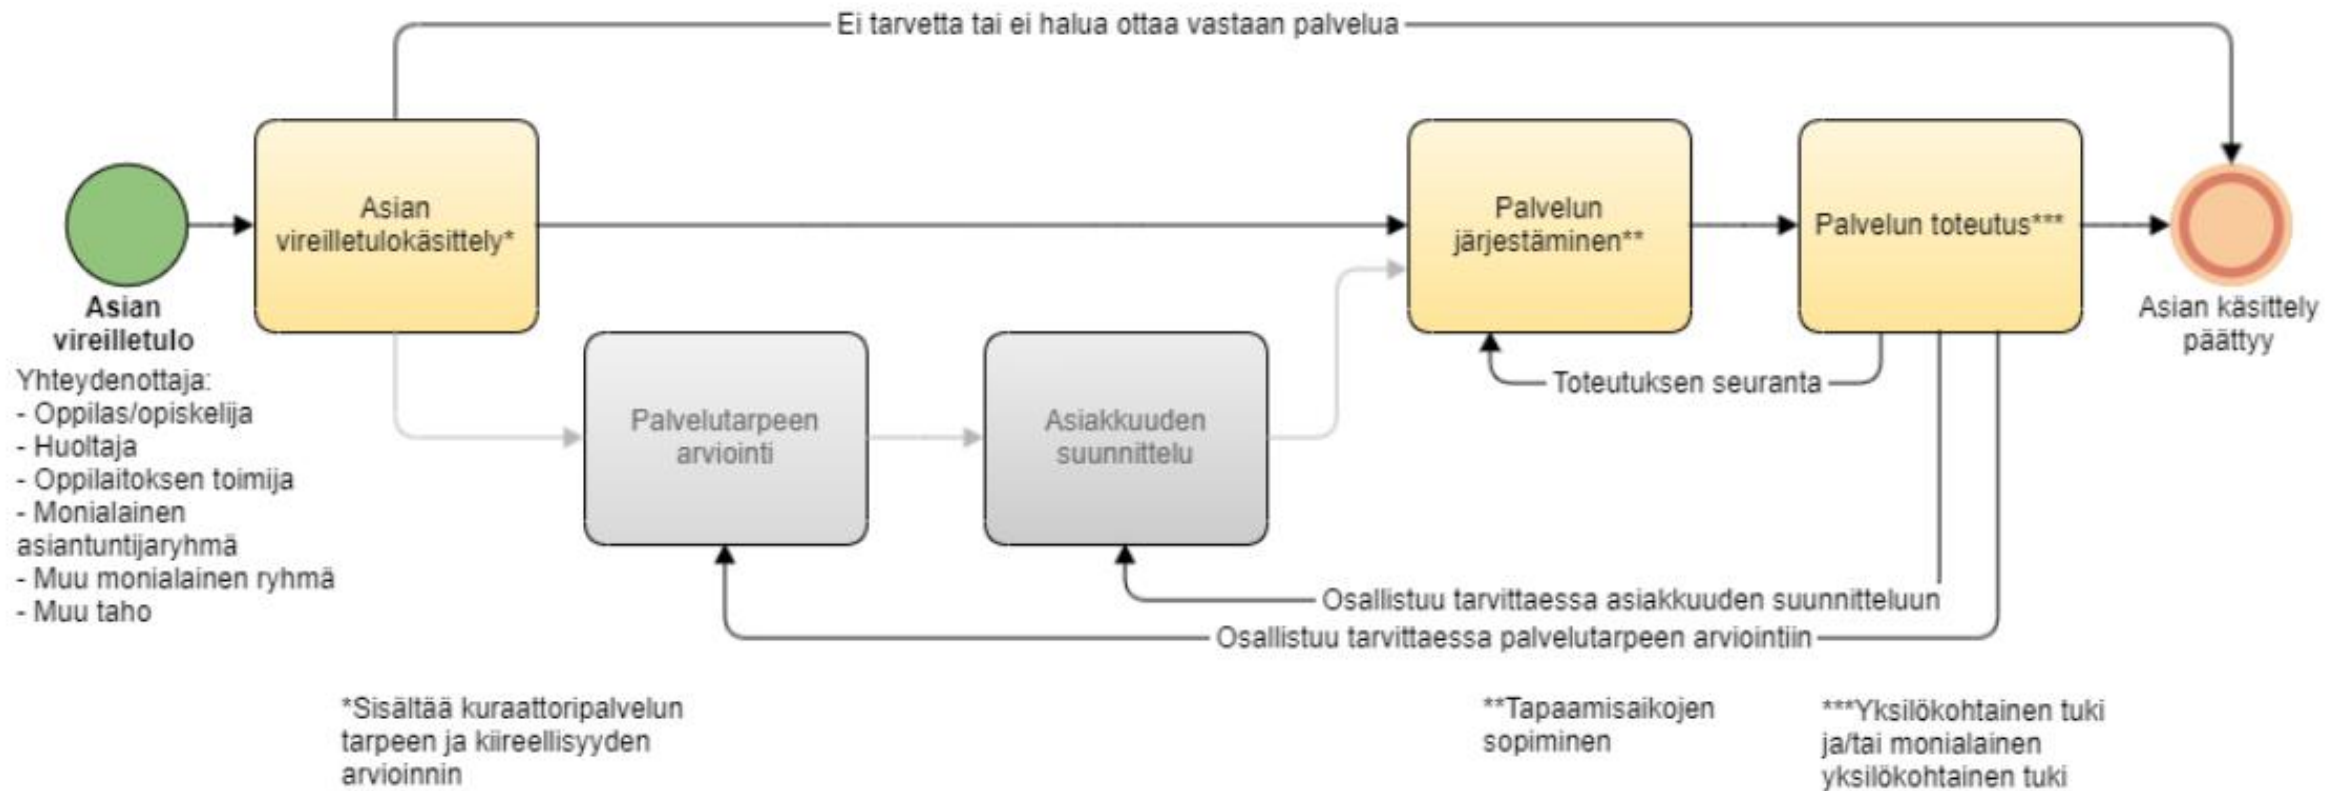 Ei tarvetta tai ei halua ottaa vastaan palvelua
Asian
vireilletulokäsittely*
Palvelun
järjestäminen**
Palvelun toteutus***
Asian
vireilletulo
Asian käsittely
päättyy
Yhteydenottaja:
- Oppilas/opiskelija
- Huoltaja
- Oppilaitoksen toimija
- Monialainen
asiantuntijaryhmä
- Muu monialainen ryhmä
- Muu taho
Toteutuksen seuranta
Palvelutarpeen
arviointi
Asiakkuuden
suunnittelu
Osallistuu tarvittaessa asiakkuuden suunnitteluun
Osallistuu tarvittaessa palvelutarpeen arviointiin
*Sisältää kuraattoripalvelun
tarpeen ja kiireellisyyden
arvioinnin
**Tapaamisaikojen
sopiminen
***Yksilökohtainen tuki
ja/tai monialainen
yksilökohtainen tuki